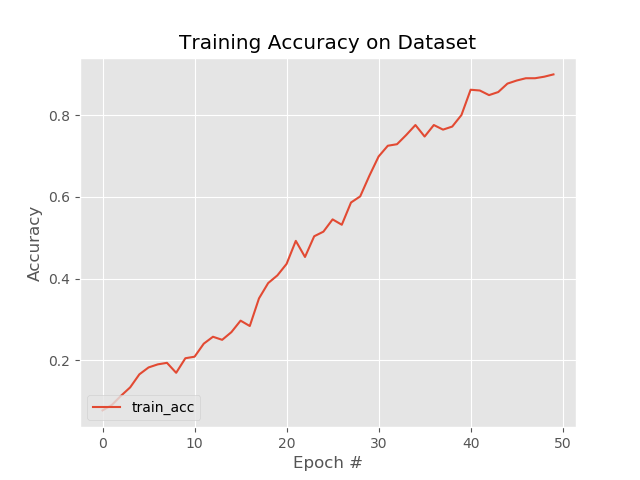 Training Accuracy on Dataset
0.8
0.6
0.4
0.2
Accuracy
train_acc
0 10 20 30 40 50
Epoch #